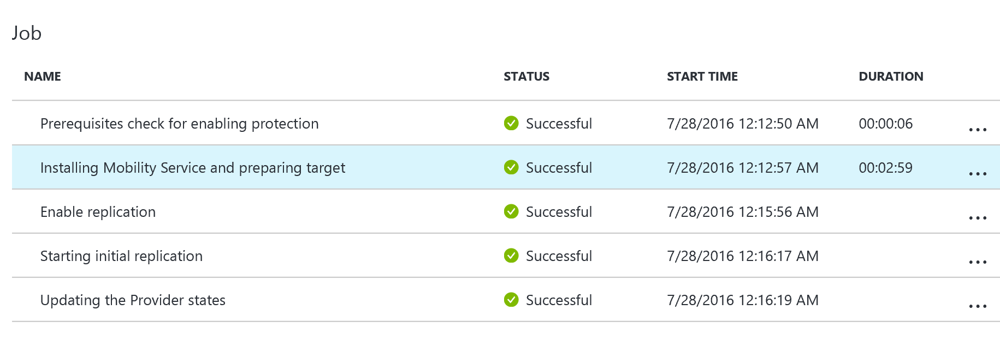 Job
NAME STATUS START TIME DURATION
Prerequisites check for enabling protection Successful 7/28/2016 12:12:50 AM 00:00:06 ...
Installing Mobility Service and preparing target Successful 7/28/2016 12:12:57 AM 00:02:59 ...
Enable replication Successful 7/28/2016 12:15:56 AM ...
Starting initial replication Successful 7/28/2016 12:16:17 AM ...
Updating the Provider states Successful 7/28/2016 12:16:19 AM ...